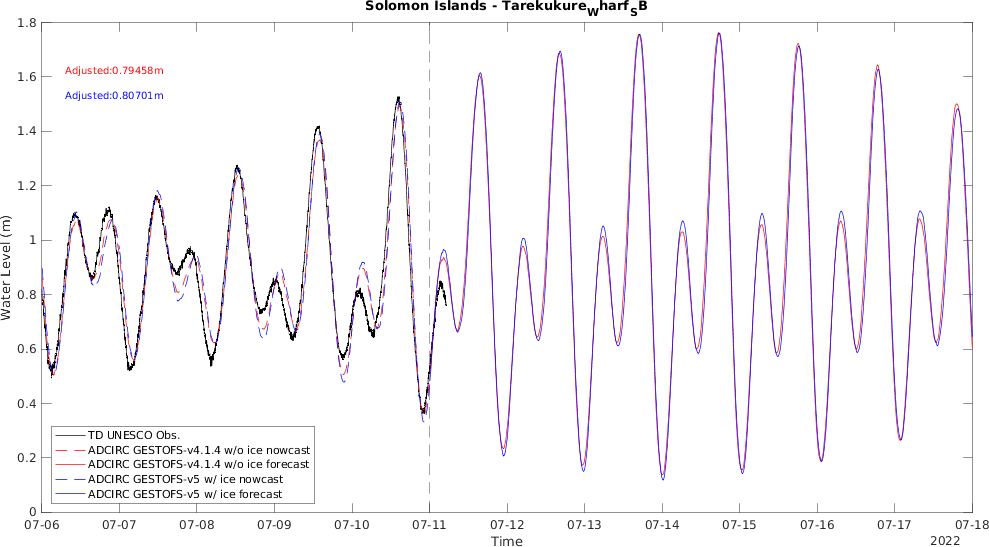 Solomon Islands - TarekukureWharfSB
1.8
Adjusted:0.79458m
1.6
Adjusted:0.80701m
1.4
1.2
1
Water Level (m)
0.8
0.6
0.4
TD UNESCO Obs.
ADCIRC GESTOFS-v4.1.4 w/o ice nowcast
0.2
ADCIRC GESTOFS-v4.1.4 w/o ice forecast
ADCIRC GESTOFS-v5 w/ ice nowcast
ADCIRC GESTOFS-v5 w/ ice forecast
0
07-06 07-07 07-08 07-09 07-10 07-11 07-12 07-13 07-14 07-15 07-16 07-17 07-18
Time
2022